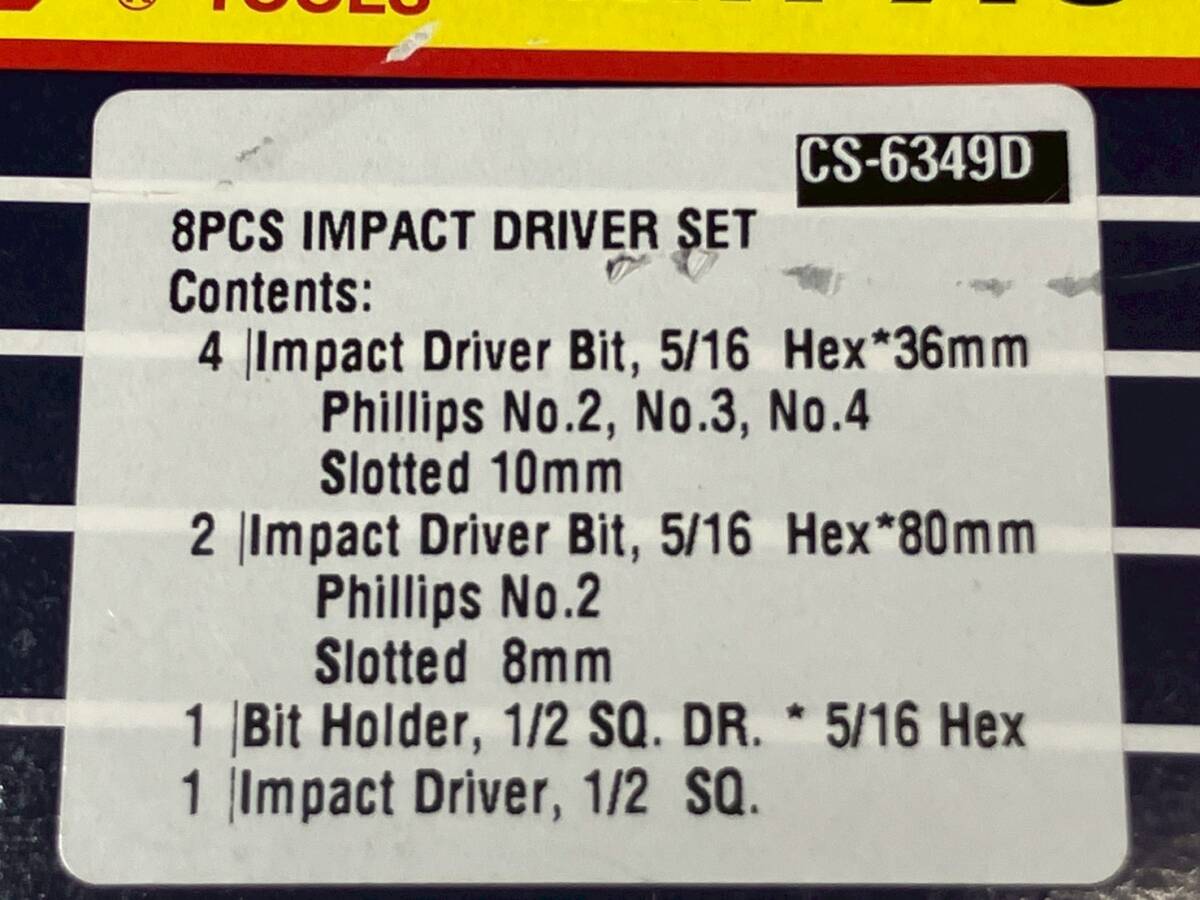 ® TOOLS
CS-6349D
8PCS IMPACT DRIVER SET
Contents:
4 |Impact Driver Bit, 5/16 Hex*36mm
Phillips No.2, No.3, No.4
Slotted 10mm
2 |Impact Driver Bit, 5/16 Hex*80mm
Phillips No.2
Slotted 8mm
1 |Bit Holder, 1/2 SQ. DR. * 5/16 Hex
1 |Impact Driver, 1/2 SQ.